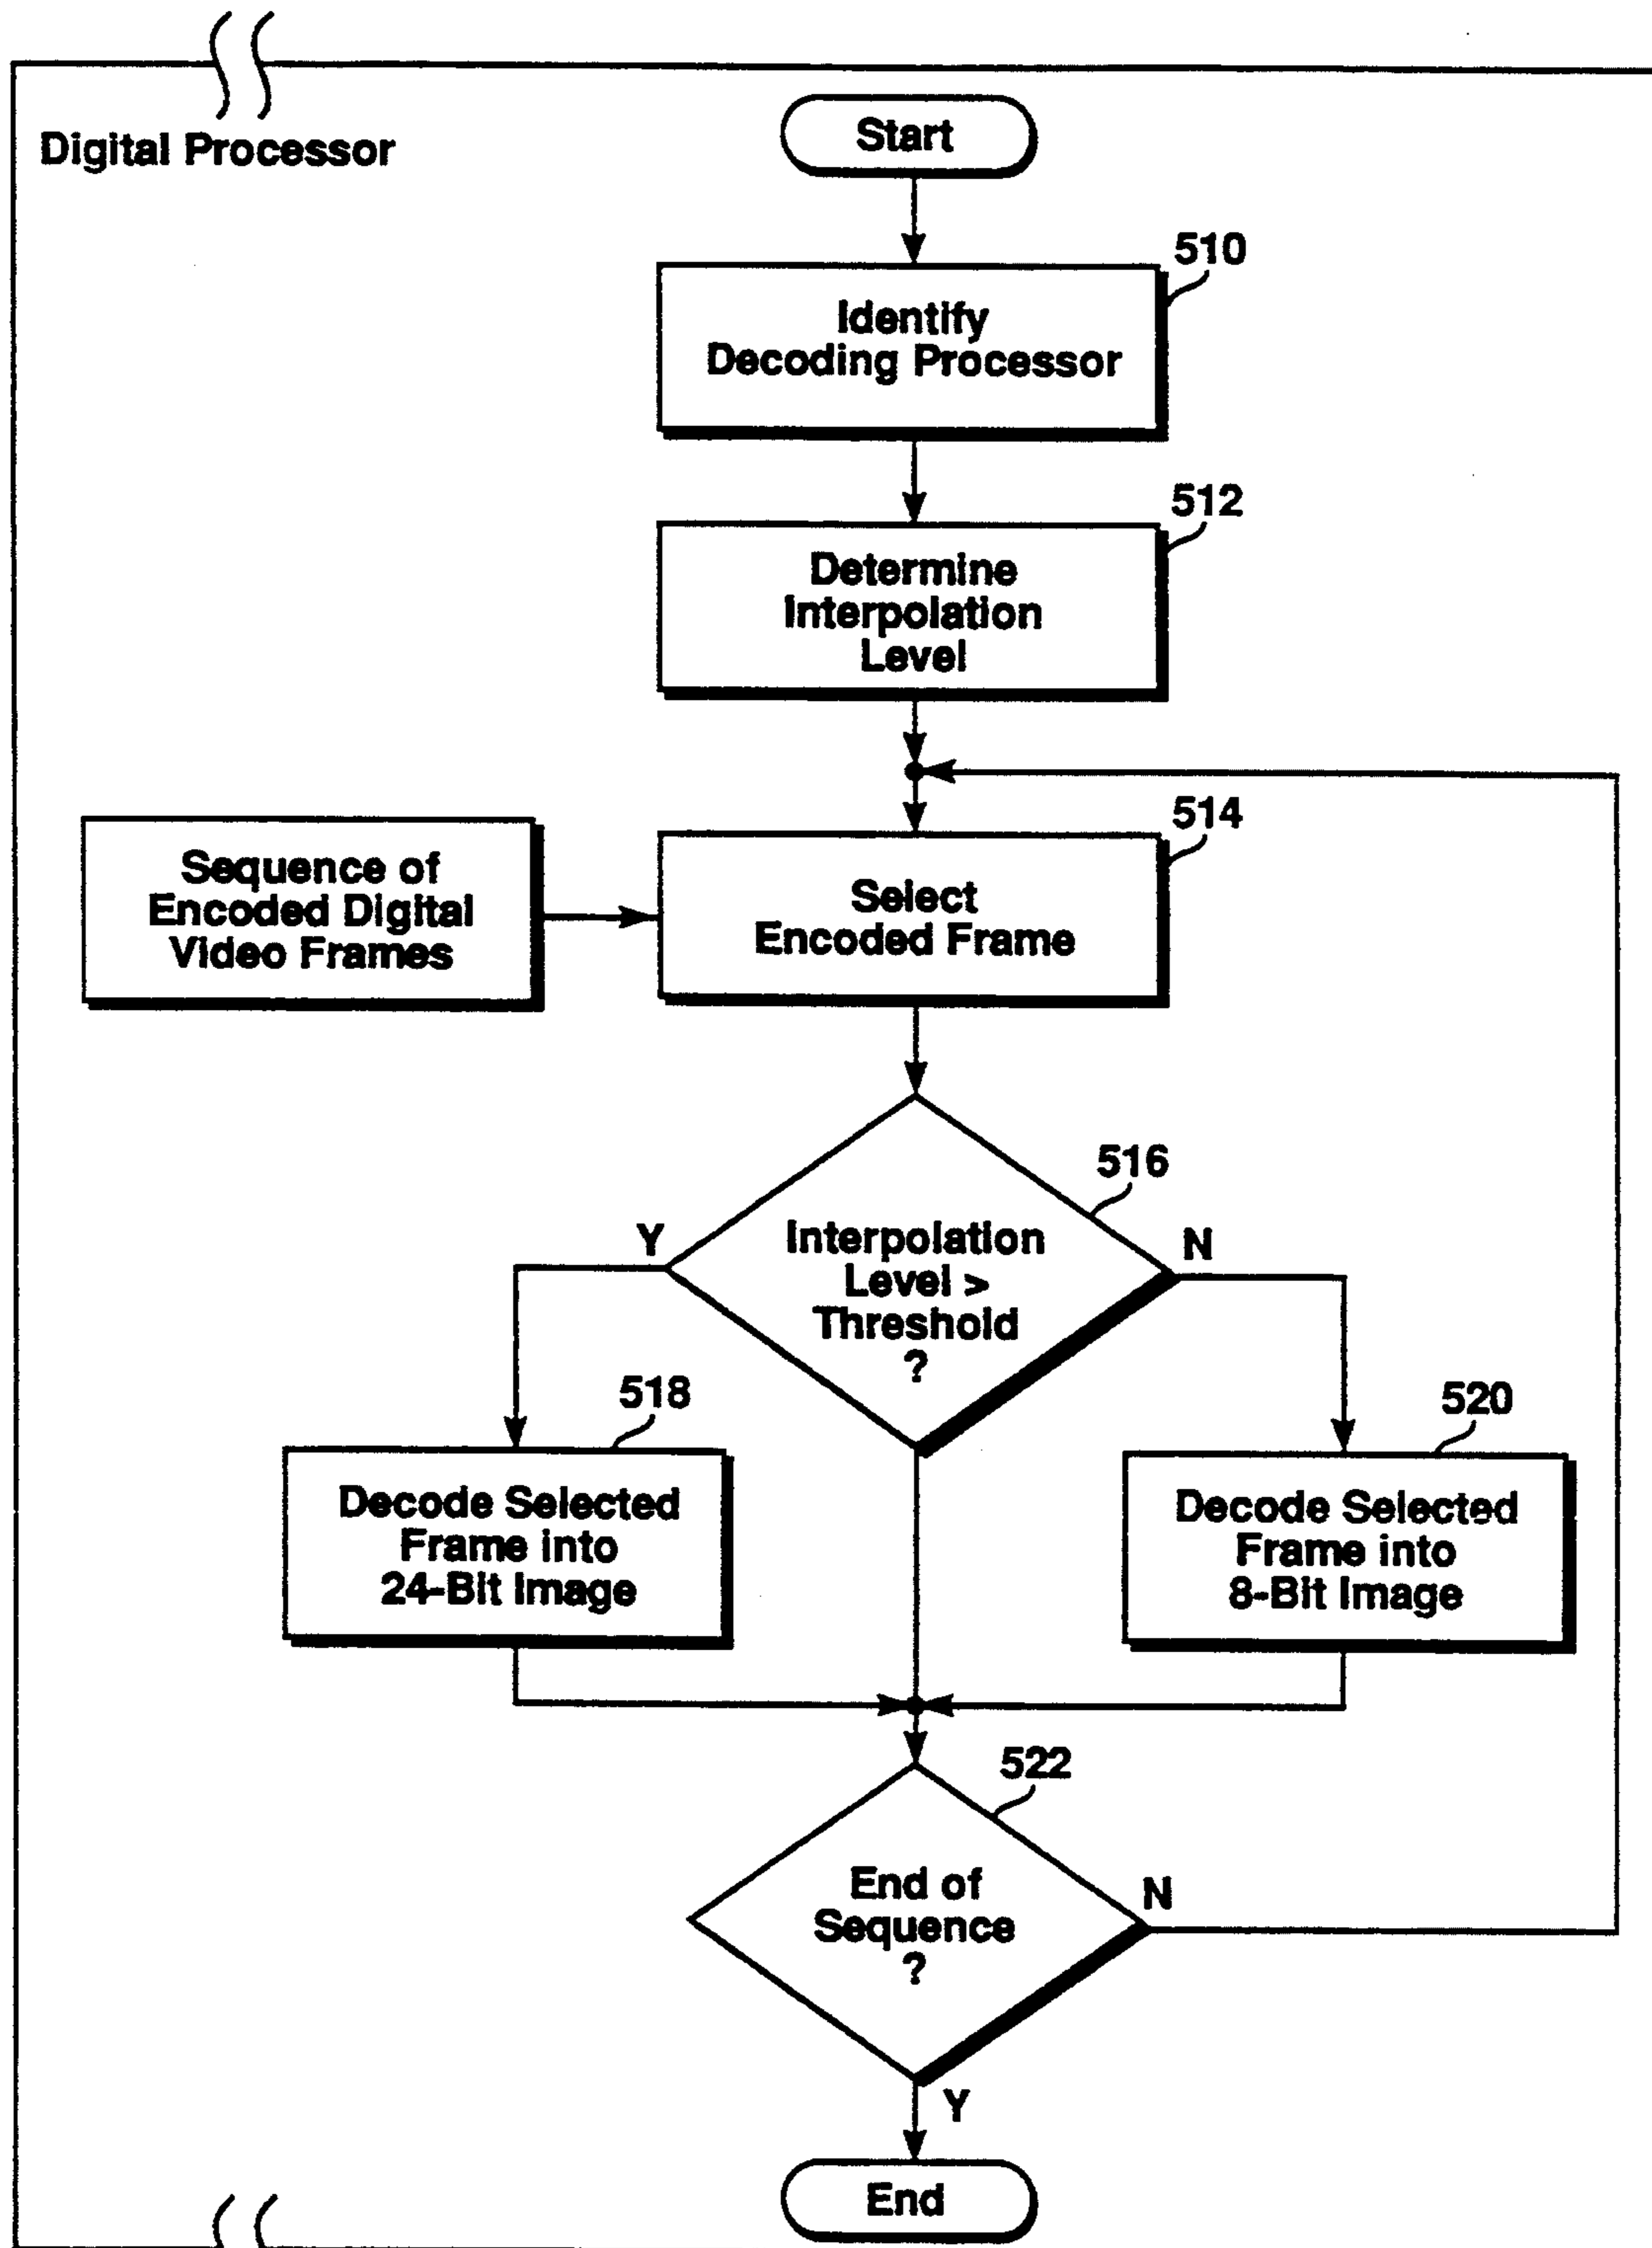 Digital Processor
Start
510
Identify
Decoding Processor
512
Determine
Interpolation
Level
514
Sequence of
Encoded Digital
Video Frames
Select
Encoded Frame
516
Y
N
Interpolation
Level >
Threshold
?
518
520
Decode Selected
Frame into
24-Bit Image
Decode Selected
Frame into
8-Bit Image
522
End of
Sequence
?
N
Y
End